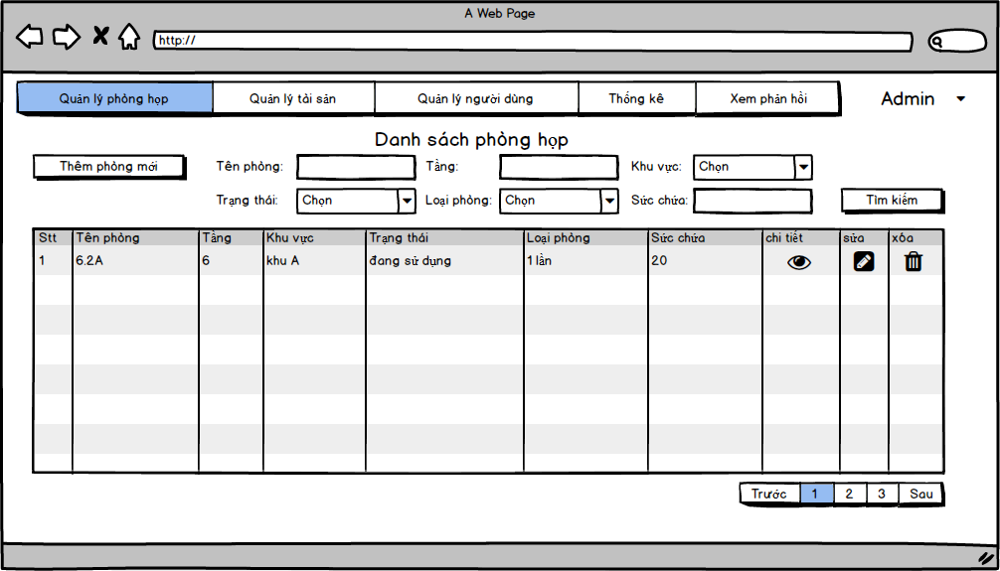 A Web Page
http://
Quản lý phòng họp Quản lý tài sản Quản lý người dùng Thống kê Xem phản hồi Admin
Danh sách phòng họp
Thêm phòng mới Tên phòng: Tầng: Khu vực: Chọn
Trạng thái: Chọn Loại phòng: Chọn Sức chứa: Tìm kiếm
Stt Tên phòng Tầng Khu vực Trạng thái Loại phòng Sức chứa chi tiết sửa xóa
1 6.2A 6 khu A đang sử dụng 1 lần 20
Trước 1 2 3 Sau